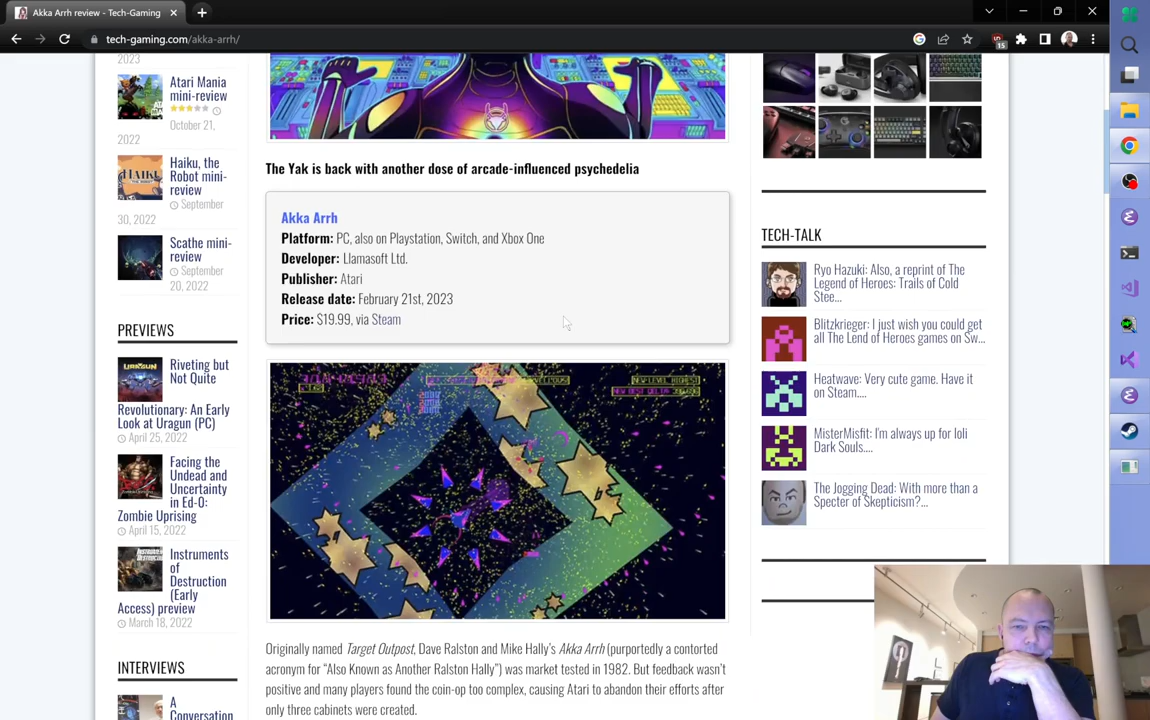 Akka Arrh review - Tech-Gaming
tech-gaming.com/akka-arrh/
15
2023
Atari Mania
mini-review
October 21,
2022
Haiku, the
Robot mini-
review
September
30, 2022
Scathe mini-
review
September
20, 2022
PREVIEWS
Riveting but
Not Quite
Revolutionary: An Early
Look at Uragun (PC)
April 25, 2022
Facing the
Undead and
Uncertainty
in Ed-0:
Zombie Uprising
April 15, 2022
Instruments
of
Destruction
(Early
Access) preview
March 18, 2022
INTERVIEWS
A
Conversation
The Yak is back with another dose of arcade-influenced psychedelia
Akka Arrh
Platform: PC, also on Playstation, Switch, and Xbox One
Developer: Llamasoft Ltd.
Publisher: Atari
Release date: February 21st, 2023
Price: $19.99, via Steam
Originally named Target Outpost, Dave Ralston and Mike Hally's Akka Arrh (purportedly a contorted
acronym for "Also Known as Another Ralston Hally") was market tested in 1982. But feedback wasn't
positive and many players found the coin-op too complex, causing Atari to abandon their efforts after
only three cabinets were created.
TECH-TALK
Ryo Hazuki: Also, a reprint of The
Legend of Heroes: Trails of Cold
Stee...
Blitzkrieger: I just wish you could get
all The Lend of Heroes games on Sw...
Heatwave: Very cute game. Have it
on Steam....
MisterMisfit: I'm always up for loli
Dark Souls....
The Jogging Dead: With more than a
Specter of Skepticism?...